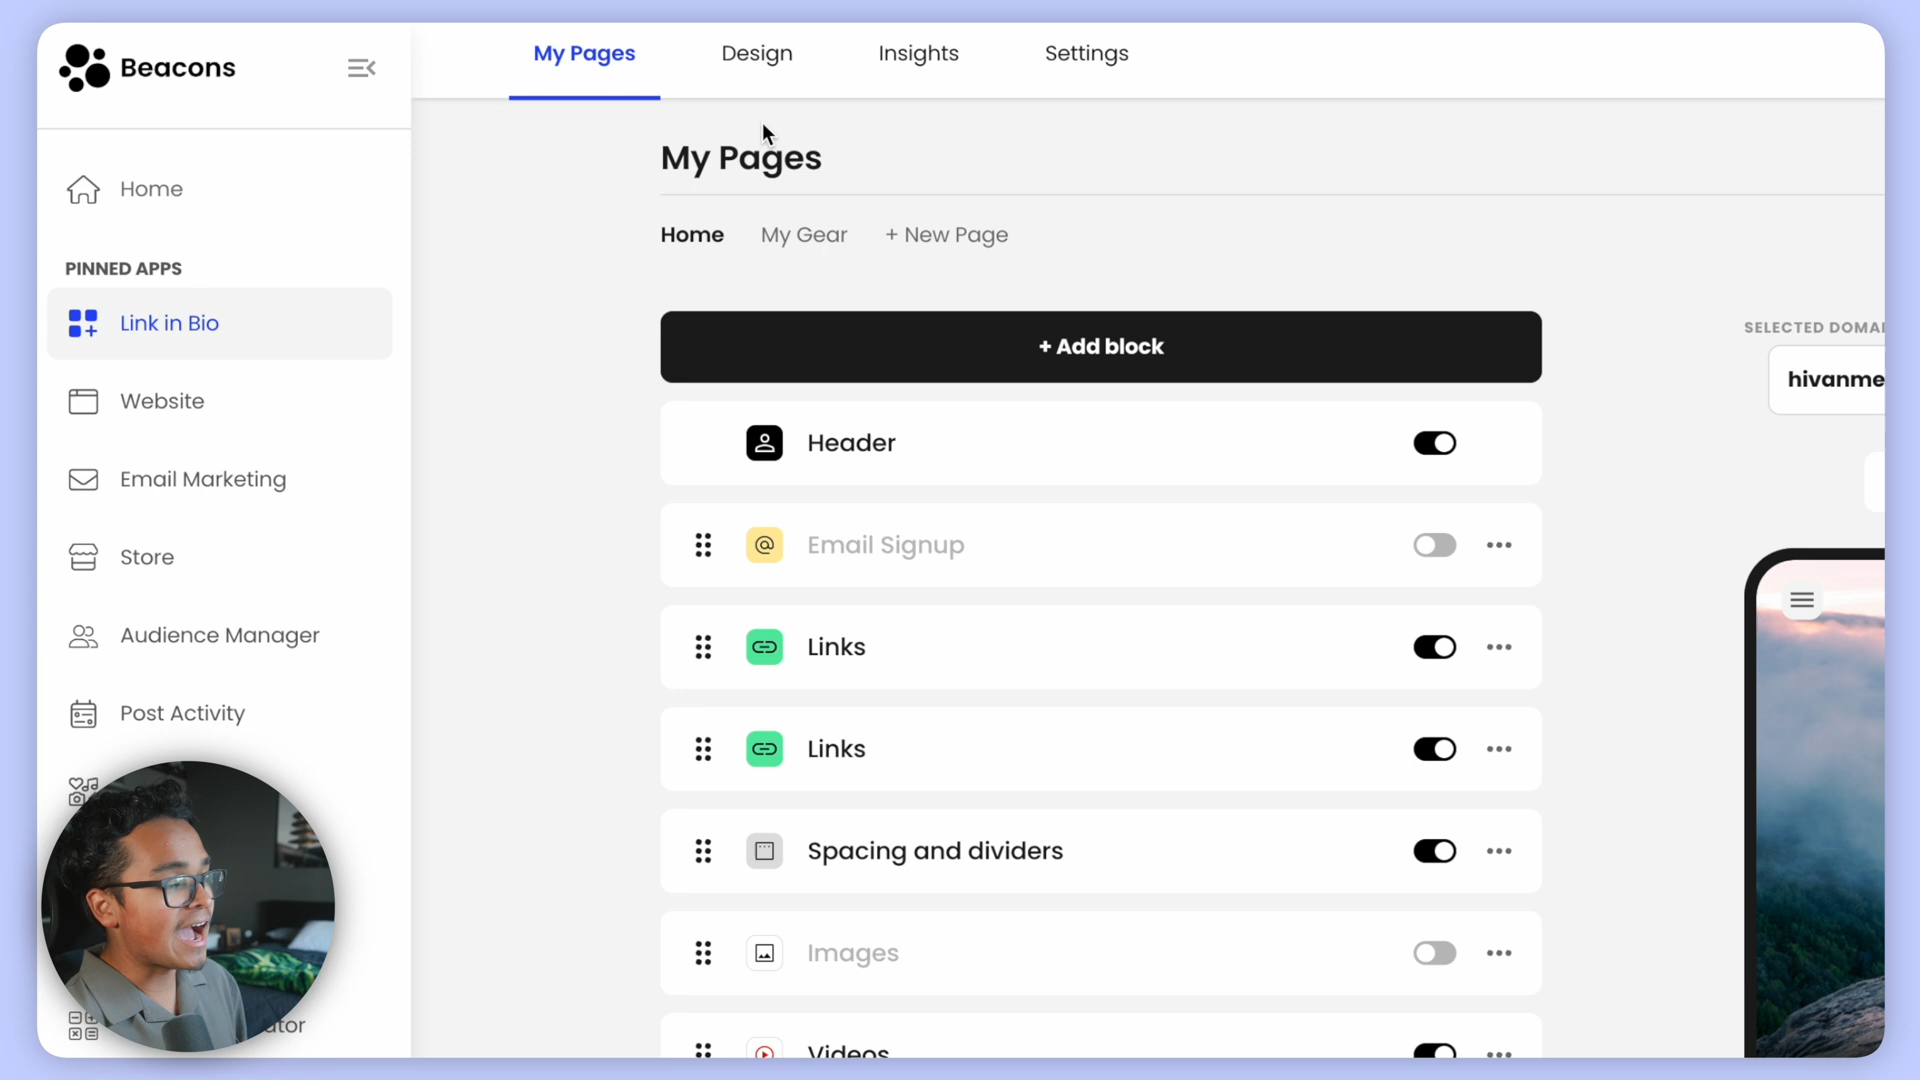 Beacons
My Pages
Design
Insights
Settings
Home
PINNED APPS
Link in Bio
Website
Email Marketing
Store
Audience Manager
Post Activity
My Pages
Home
My Gear
+ New Page
+ Add block
Header
Email Signup
Links
Links
Spacing and dividers
Images
Videos
SELECTED
hivanme